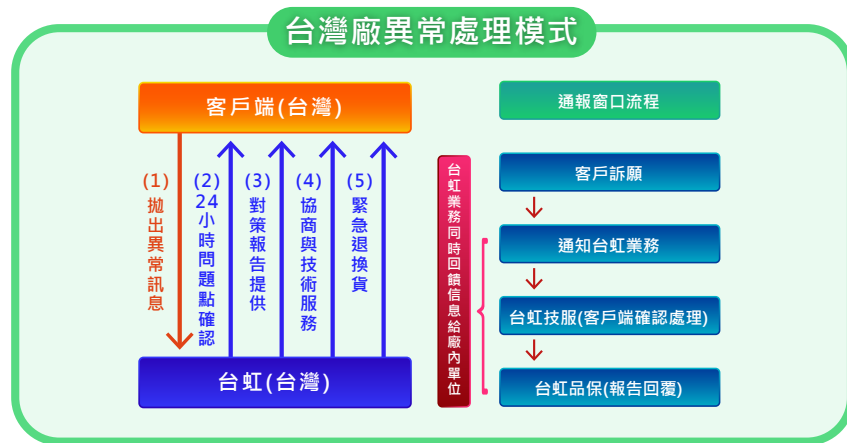 台灣廠異常處理模式
客戶端(台灣)
(1)拋出異常訊息
(2)24小時問題點確認
(3)對策報告提供
(4)協商與技術服務
(5)緊急退換貨
台虹(台灣)
通報窗口流程
台虹業務同時回饋信息給廠內單位
客戶訴願
通知台虹業務
台虹技服(客戶端確認處理)
台虹品保(報告回覆)